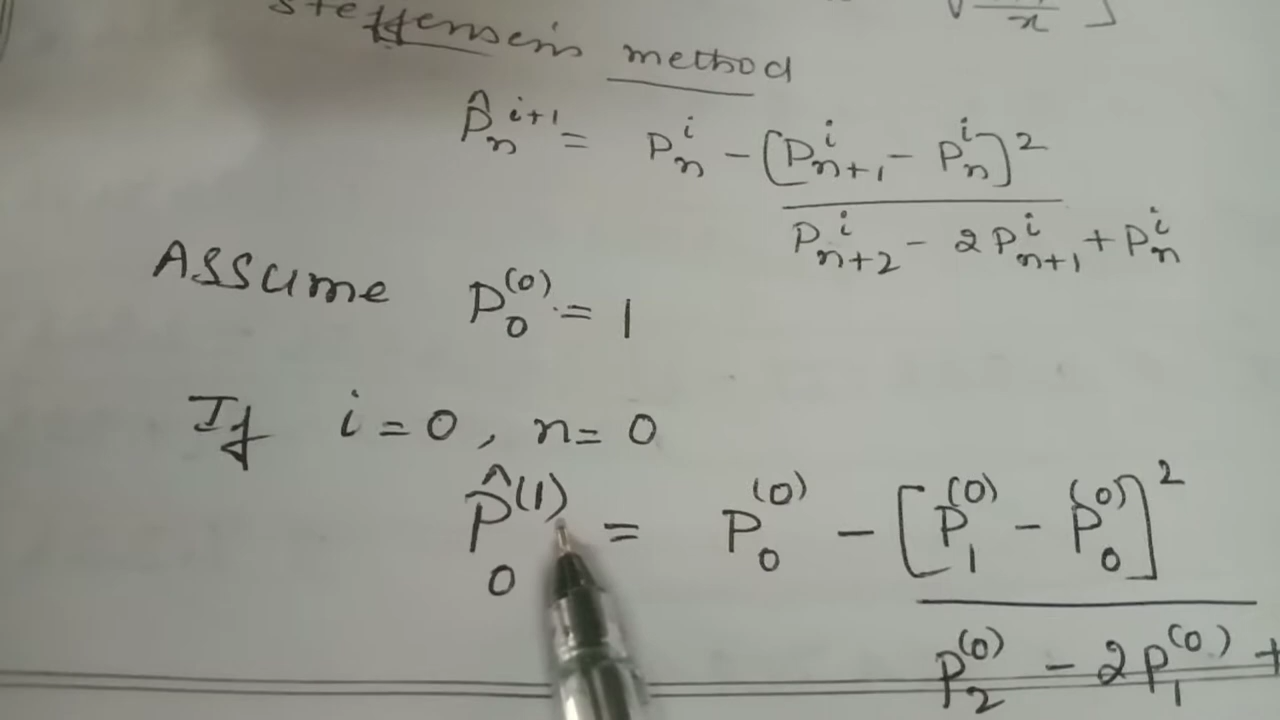 √ x ]
Steffensen's method
P̂ₙ^{i+1} = Pₙ^{i} − [Pₙ₊₁^{i} − Pₙ^{i}]²
Pₙ₊₂^{i} − 2Pₙ₊₁^{i} + Pₙ^{i}
Assume P₀^{(0)} = 1
If i = 0, n = 0
P̂₀^{(1)} = P₀^{(0)} − [P₁^{(0)} − P₀^{(0)}]²
P₂^{(0)} − 2P₁^{(0)} +